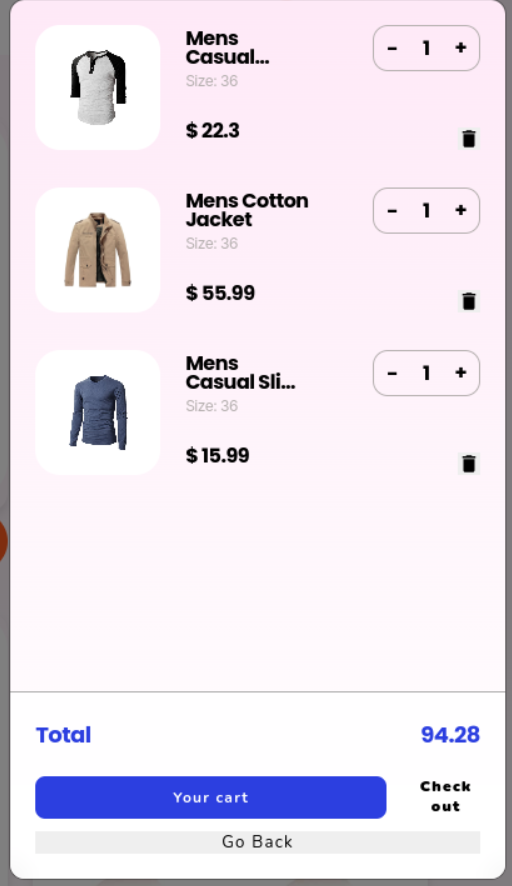 Mens
Casual...
Size: 36
- 1 +
$ 22.3
Mens Cotton
Jacket
Size: 36
- 1 +
$ 55.99
Mens
Casual Sli...
Size: 36
- 1 +
$ 15.99
Total 94.28
Your cart
Check
out
Go Back